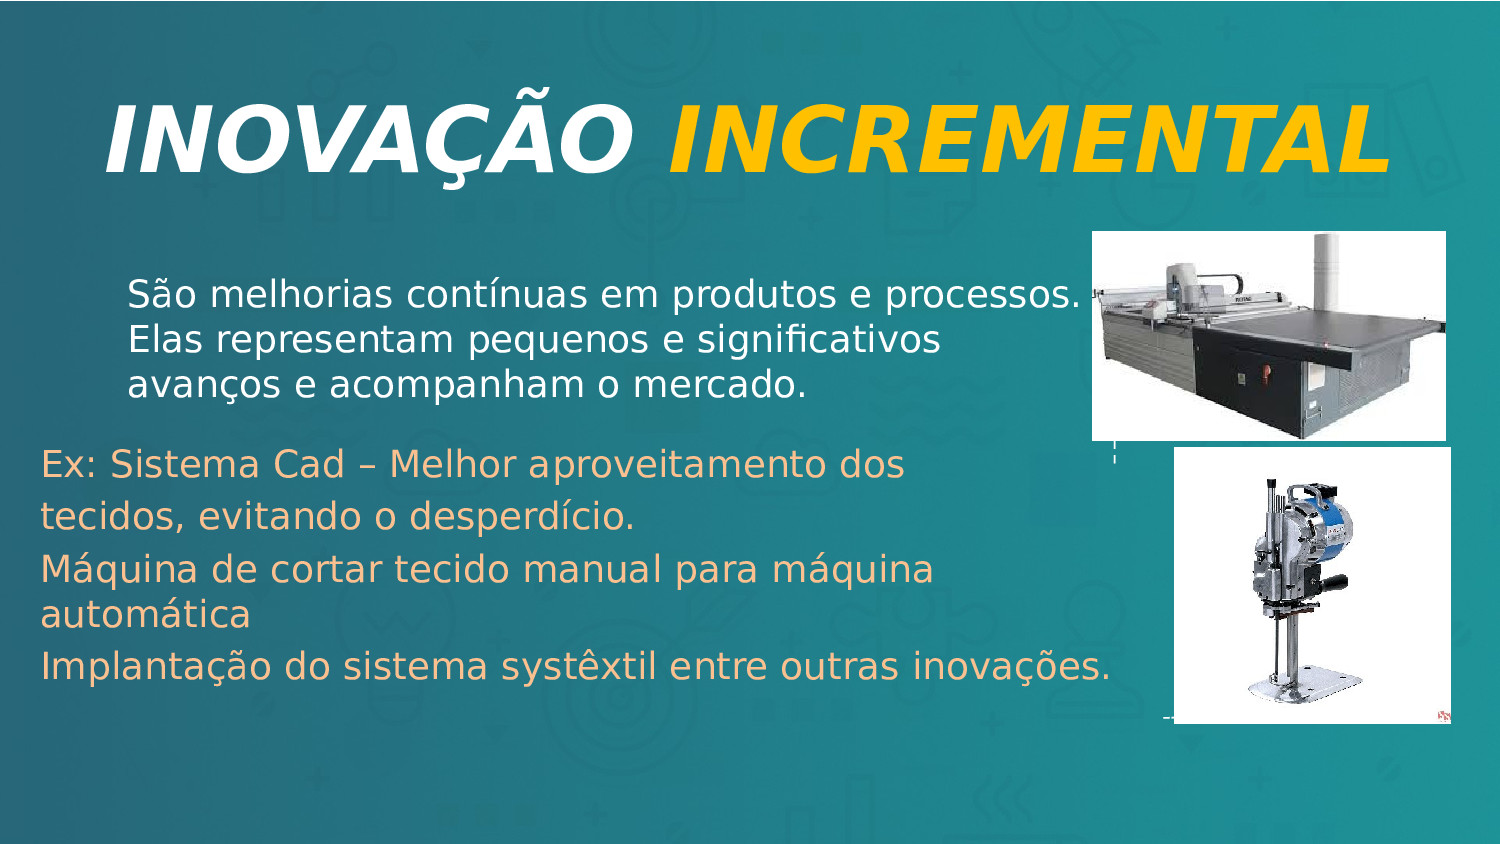 INOVAÇÃO INCREMENTAL
São melhorias contínuas em produtos e processos.
Elas representam pequenos e significativos
avanços e acompanham o mercado.
Ex: Sistema Cad – Melhor aproveitamento dos
tecidos, evitando o desperdício.
Máquina de cortar tecido manual para máquina
automática
Implantação do sistema systêxtil entre outras inovações.